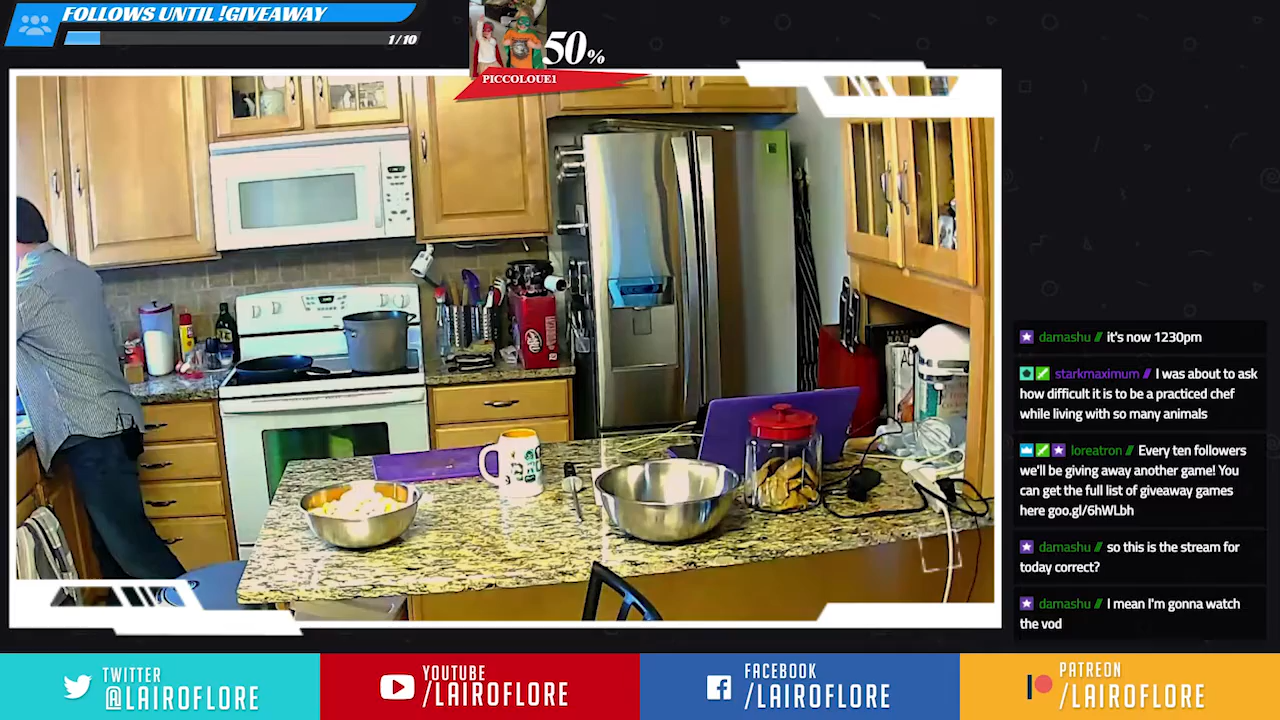 FOLLOWS UNTIL !GIVEAWAY
1/10
50%
PICCOLOUE1
damashu // it's now 1230pm
starkmaximum // I was about to ask
how difficult it is to be a practiced chef
while living with so many animals
loreatron // Every ten followers
we'll be giving away another game! You
can get the full list of giveaway games
here goo.gl/6hWLbh
damashu // so this is the stream for
today correct?
damashu // I mean I'm gonna watch
the vod
TWITTER
@LAIROFLORE
YOUTUBE
/LAIROFLORE
FACEBOOK
/LAIROFLORE
PATREON
/LAIROFLORE